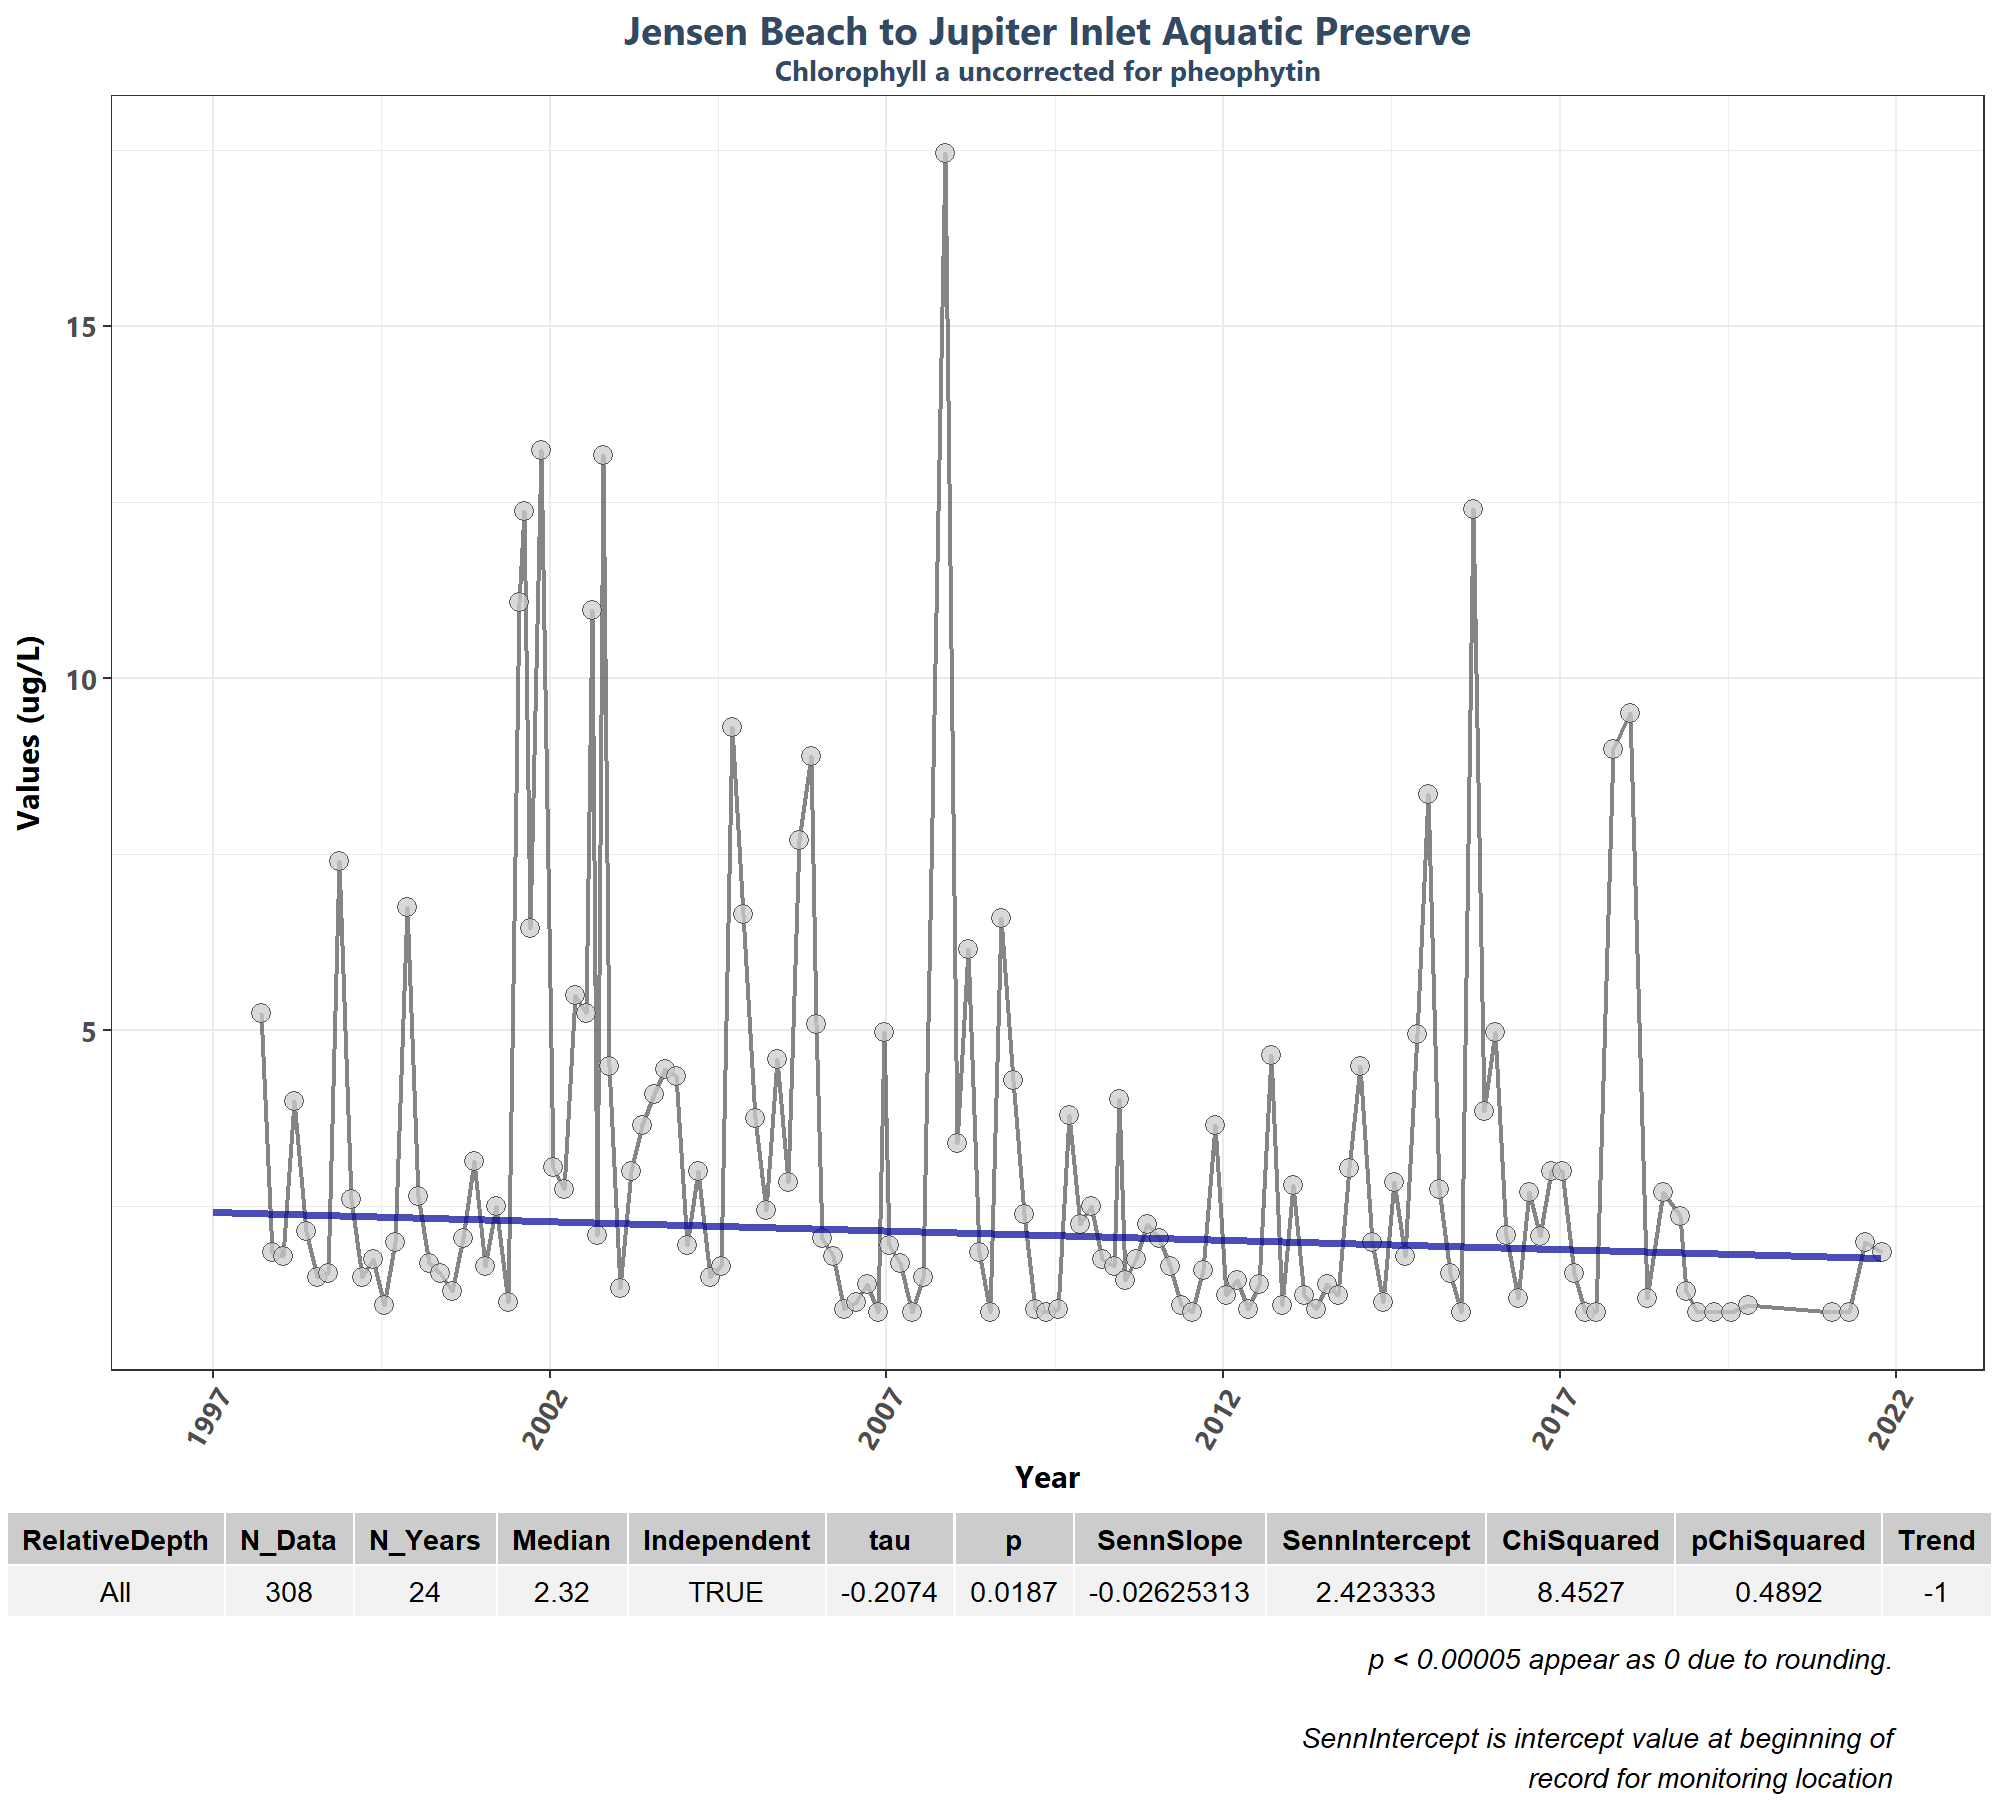 Jensen Beach to Jupiter Inlet Aquatic Preserve
Chlorophyll a uncorrected for pheophytin
Values (ug/L)
15
10
5
1997 2002 2007 2012 2017 2022
Year
RelativeDepth N_Data N_Years Median Independent tau p SennSlope SennIntercept ChiSquared pChiSquared Trend
All 308 24 2.32 TRUE -0.2074 0.0187 -0.02625313 2.423333 8.4527 0.4892 -1
p < 0.00005 appear as 0 due to rounding.
SennIntercept is intercept value at beginning of
record for monitoring location